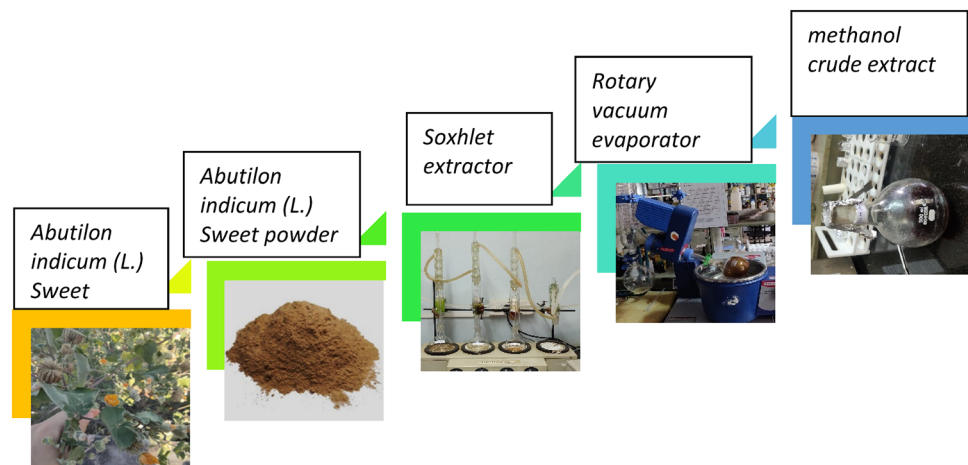 Abutilon
indicum (L.)
Sweet
Abutilon
indicum (L.)
Sweet powder
Soxhlet
extractor
Rotary
vacuum
evaporator
methanol
crude extract